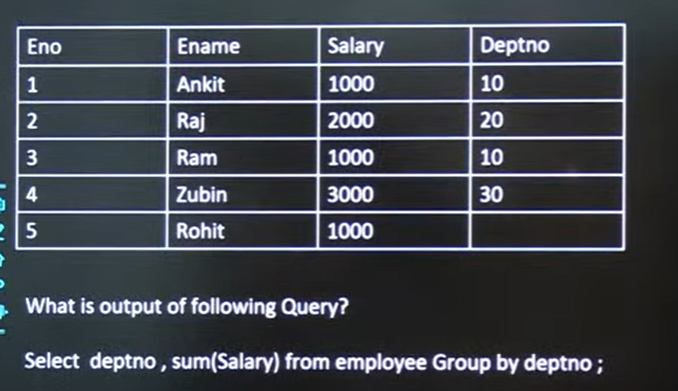 Eno Ename Salary Deptno
1 Ankit 1000 10
2 Raj 2000 20
3 Ram 1000 10
4 Zubin 3000 30
5 Rohit 1000
What is output of following Query?
Select deptno , sum(Salary) from employee Group by deptno ;